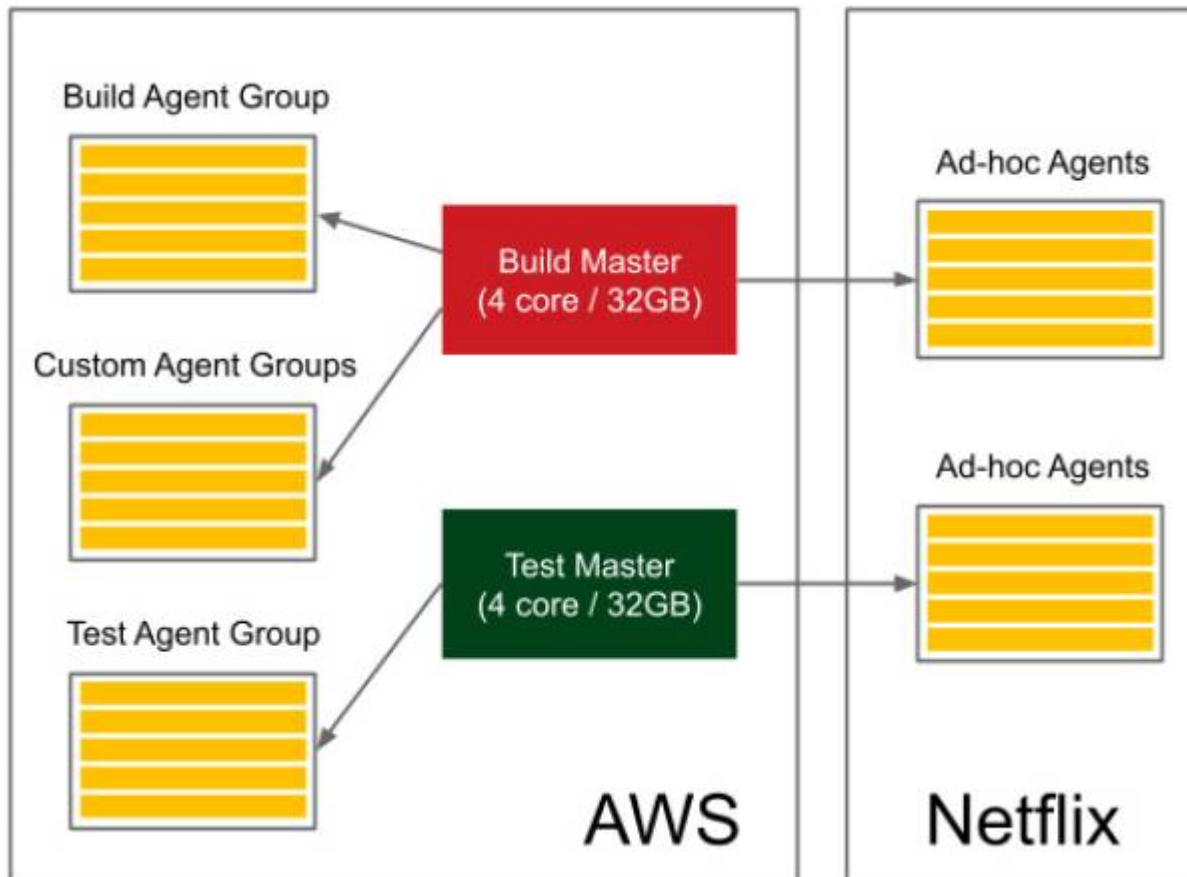 Build Agent Group
Custom Agent Groups
Test Agent Group
Build Master
(4 core / 32GB)
Test Master
(4 core / 32GB)
AWS
Ad-hoc Agents
Ad-hoc Agents
Netflix